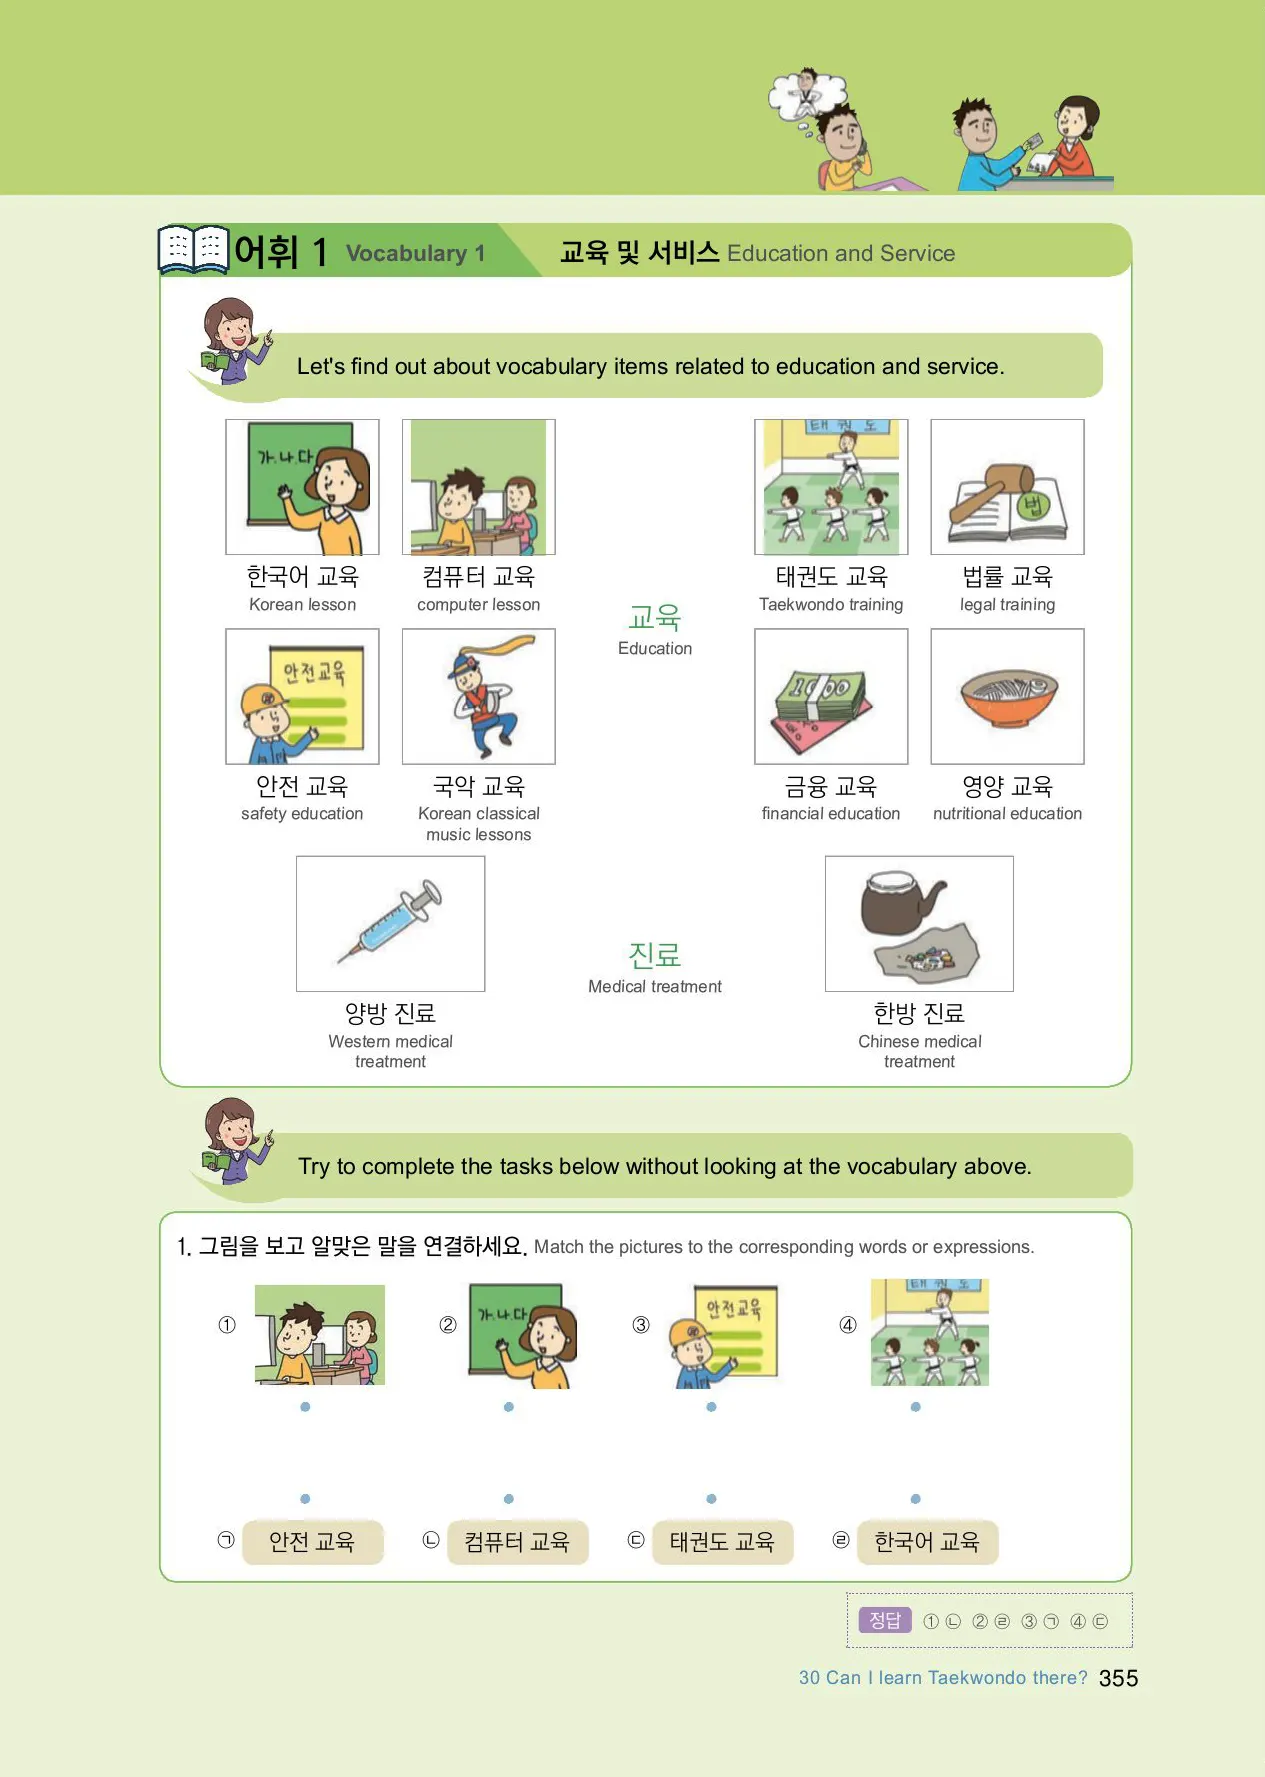 어휘 1 Vocabulary 1 교육 및 서비스 Education and Service
Let's find out about vocabulary items related to education and service.
가.나.다
태권도
법
한국어 교육
Korean lesson
컴퓨터 교육
computer lesson
태권도 교육
Taekwondo training
법률 교육
legal training
교육
Education
안전교육
안전 교육
safety education
국악 교육
Korean classical
music lessons
금융 교육
financial education
영양 교육
nutritional education
진료
Medical treatment
양방 진료
Western medical
treatment
한방 진료
Chinese medical
treatment
Try to complete the tasks below without looking at the vocabulary above.
1. 그림을 보고 알맞은 말을 연결하세요. Match the pictures to the corresponding words or expressions.
① ② ③ ④
가.나.다
안전교육
태권도
㉠ 안전 교육 ㉡ 컴퓨터 교육 ㉢ 태권도 교육 ㉣ 한국어 교육
정답 ① ㉡ ② ㉣ ③ ㉠ ④ ㉢
30 Can I learn Taekwondo there? 355